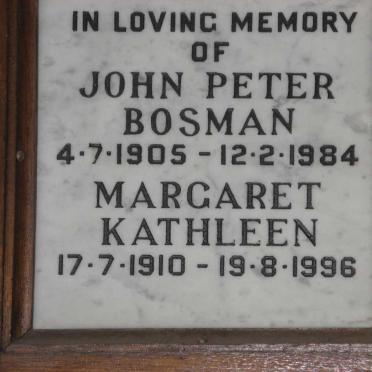 IN LOVING MEMORY
OF
JOHN PETER
BOSMAN
4·7·1905 – 12·2·1984
MARGARET
KATHLEEN
17·7·1910 – 19·8·1996